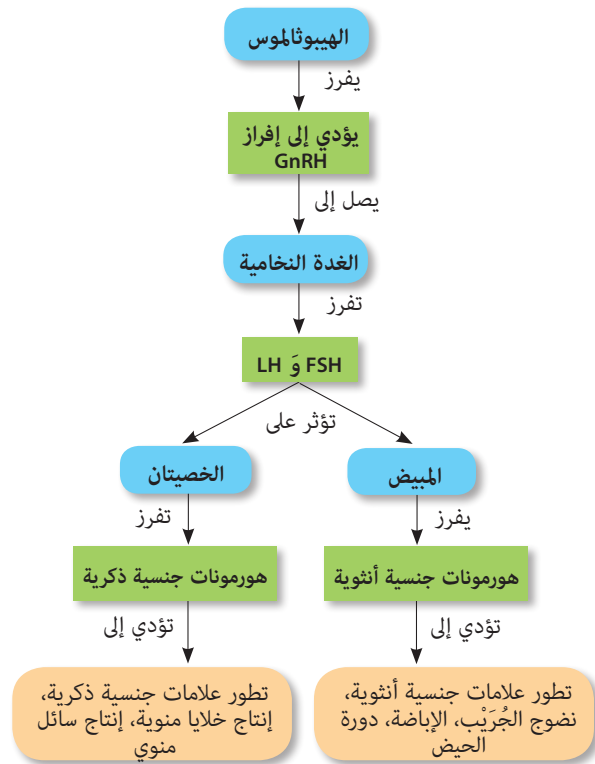 الهيبوثالموس
يفرز
يؤدي إلى إفراز
GnRH
يصل إلى
الغدة النخامية
تفرز
FSH وَ LH
تؤثر على
المبيض
الخصيتان
يفرز
تفرز
هورمونات جنسية أنثوية
هورمونات جنسية ذكرية
تؤدي إلى
تؤدي إلى
تطور علامات جنسية أنثوية،
نضوج الجُرَيْب، الإباضة، دورة
الحيض
تطور علامات جنسية ذكرية،
إنتاج خلايا منوية، إنتاج سائل
منوي